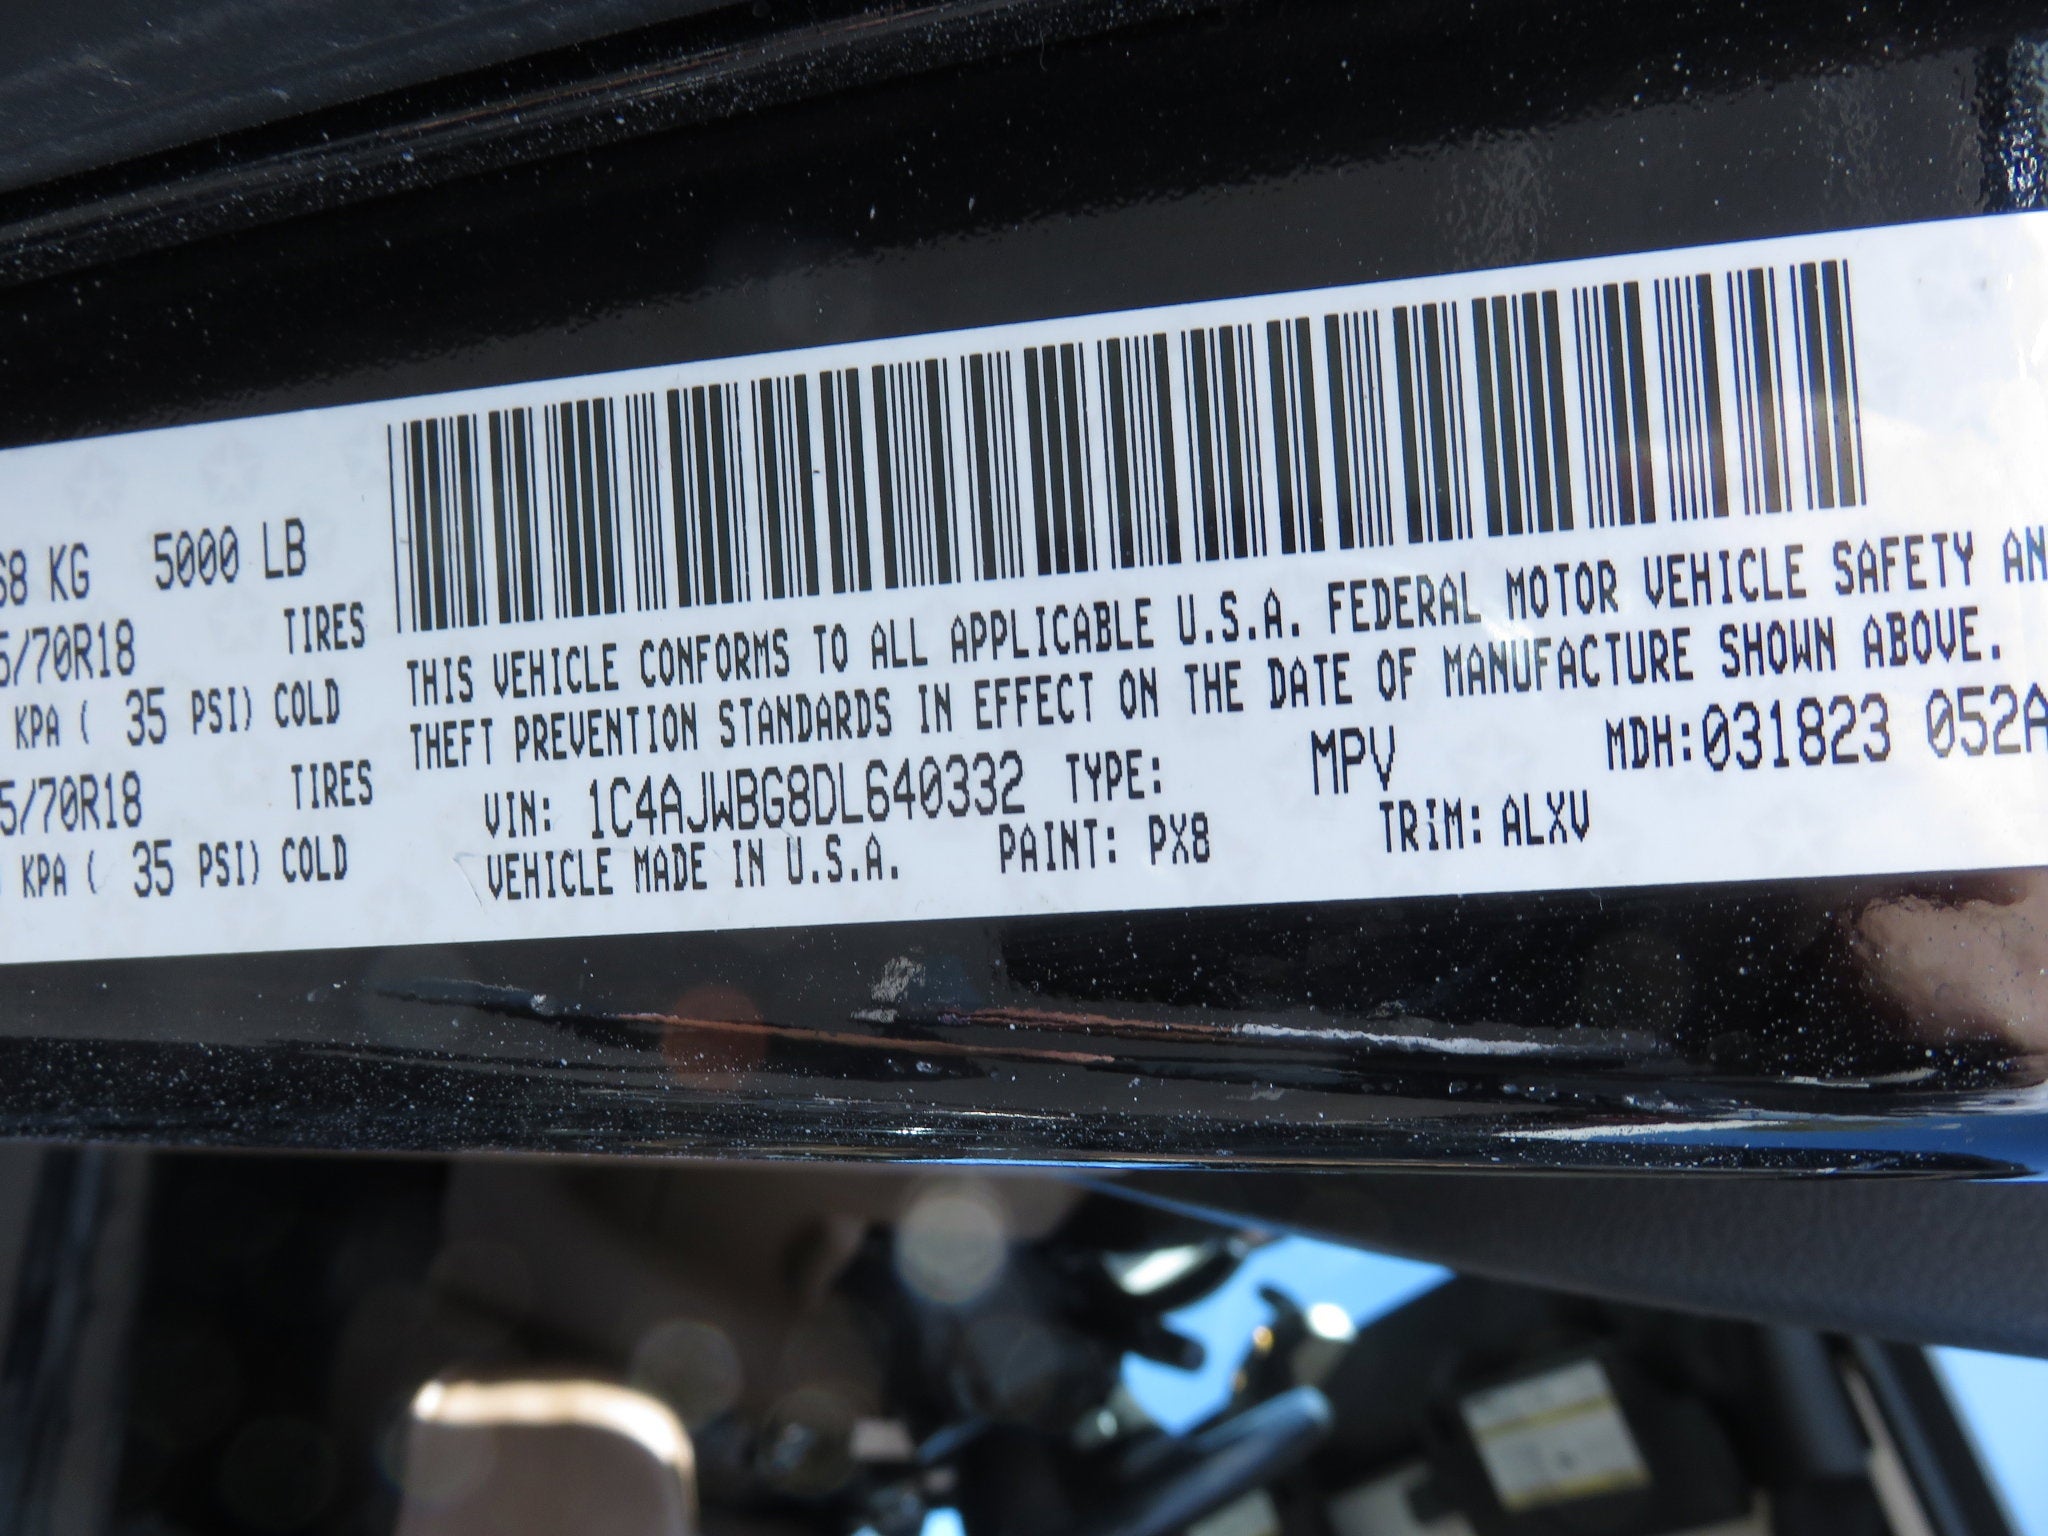 68 KG 5000 LB
5/70R18 TIRES
KPA ( 35 PSI) COLD
5/70R18 TIRES
KPA ( 35 PSI) COLD
THIS VEHICLE CONFORMS TO ALL APPLICABLE U.S.A. FEDERAL MOTOR VEHICLE SAFETY AN
THEFT PREVENTION STANDARDS IN EFFECT ON THE DATE OF MANUFACTURE SHOWN ABOVE.
VIN: 1C4AJWBG8DL640332 TYPE: MPV MDH:031823 052A
VEHICLE MADE IN U.S.A. PAINT: PX8 TRIM: ALXV